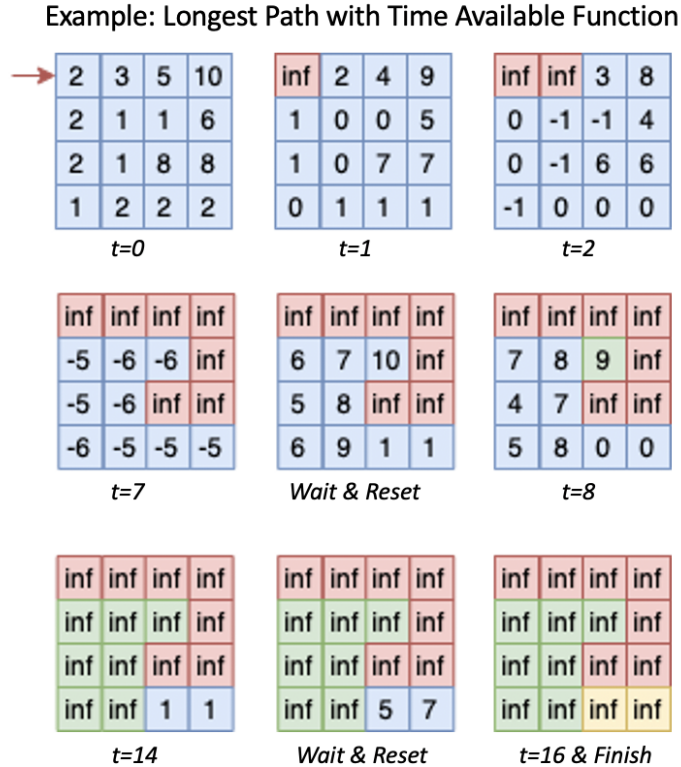 Example: Longest Path with Time Available Function
2 3 5 10
2 1 1 6
2 1 8 8
1 2 2 2
t=0
inf 2 4 9
1 0 0 5
1 0 7 7
0 1 1 1
t=1
inf inf 3 8
0 -1 -1 4
0 -1 6 6
-1 0 0 0
t=2
inf inf inf inf
-5 -6 -6 inf
-5 -6 inf inf
-6 -5 -5 -5
t=7
inf inf inf inf
6 7 10 inf
5 8 inf inf
6 9 1 1
Wait & Reset
inf inf inf inf
7 8 9 inf
4 7 inf inf
5 8 0 0
t=8
inf inf inf inf
inf inf inf inf
inf inf inf inf
inf inf 1 1
t=14
inf inf inf inf
inf inf inf inf
inf inf inf inf
inf inf 5 7
Wait & Reset
inf inf inf inf
inf inf inf inf
inf inf inf inf
inf inf inf inf
t=16 & Finish